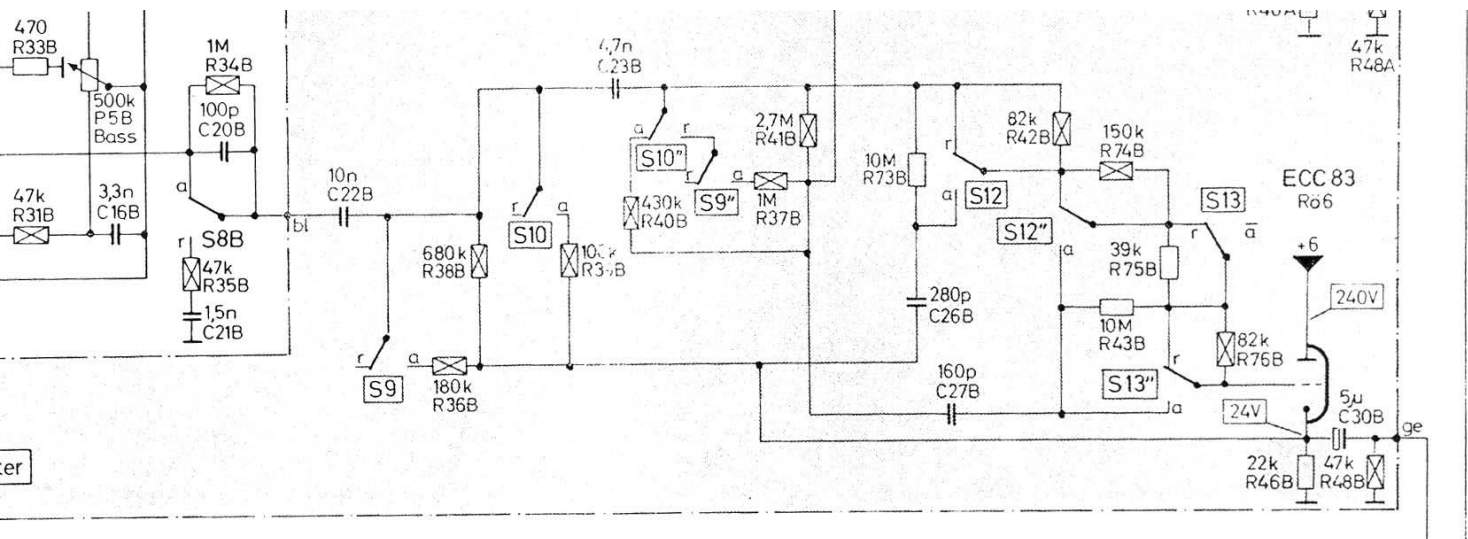 470
R33B
500k
P5B
Bass
47k
R31B
3,3n
C16B
1M
R34B
100p
C20B
a
S8B
r
47k
R35B
1,5n
C21B
bl
10n
C22B
r
S9
a
180k
R36B
680k
R38B
r
S10
a
4,7n
C23B
a
S10"
r
430k
R40B
r
S9"
a
1M
R37B
2,7M
R41B
10M
R73B
280p
C26B
160p
C27B
r
S12
a
82k
R42B
150k
R74B
S12"
a
39k
R75B
10M
R43B
r
S13
a
r
S13"
a
82k
R76B
ECC 83
Rö6
+6
240V
24V
5µ
C30B
ge
22k
R46B
47k
R48B
47k
R48A